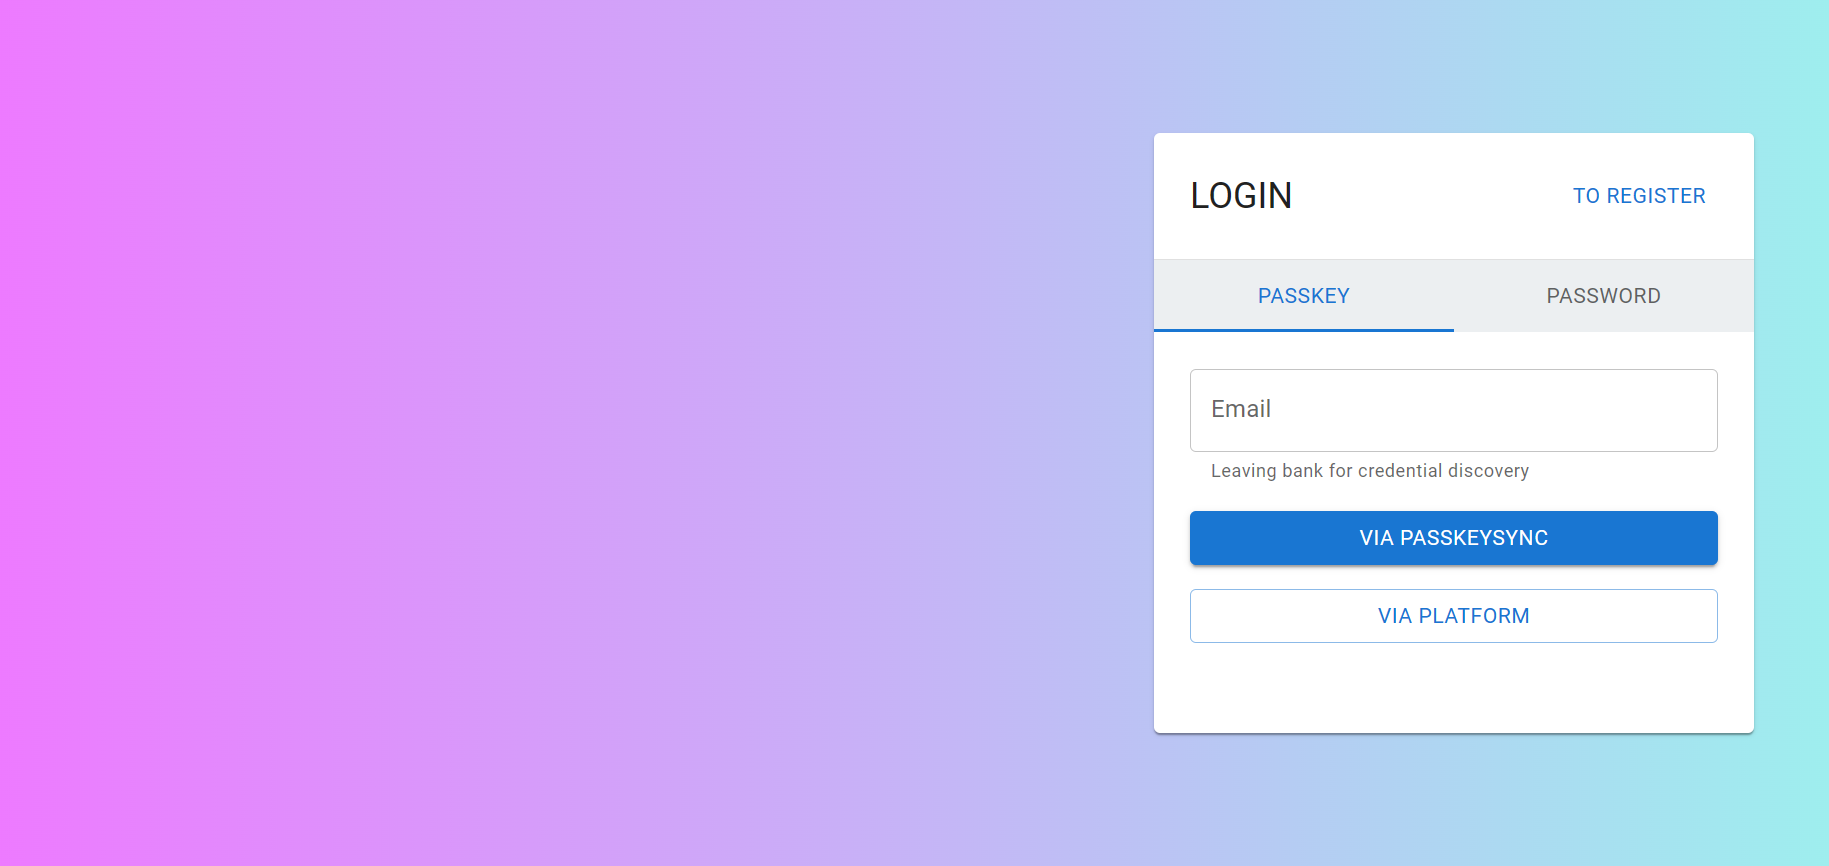 LOGIN
TO REGISTER
PASSKEY
PASSWORD
Email
Leaving bank for credential discovery
VIA PASSKEYSYNC
VIA PLATFORM